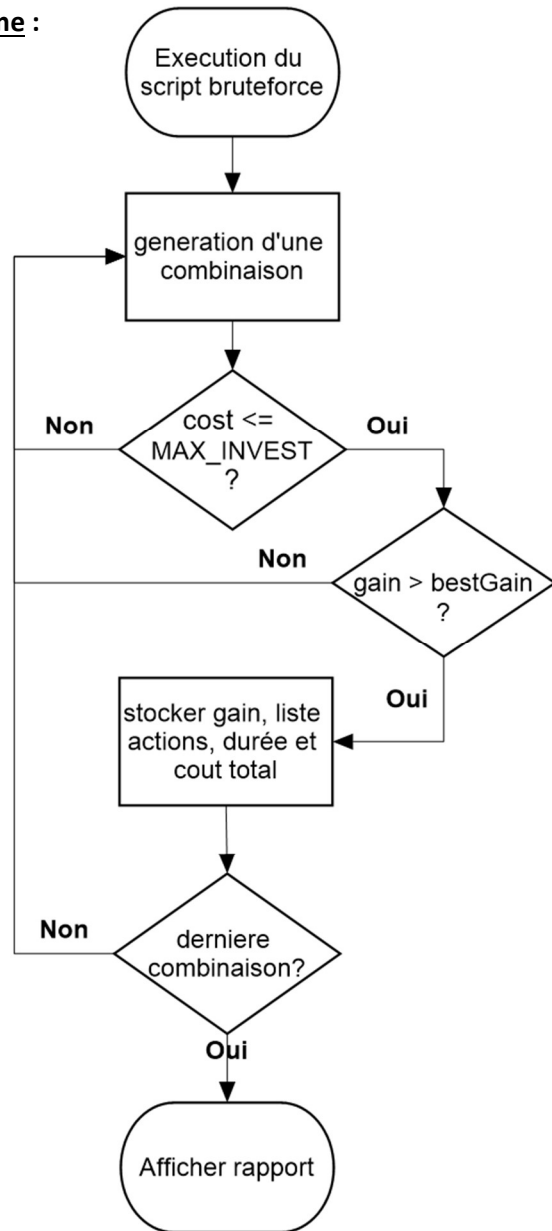 me :
Execution du
script bruteforce
generation d'une
combinaison
Non
cost <=
MAX_INVEST
?
Oui
Non
gain > bestGain
?
Oui
stocker gain, liste
actions, durée et
cout total
Non
derniere
combinaison?
Oui
Afficher rapport